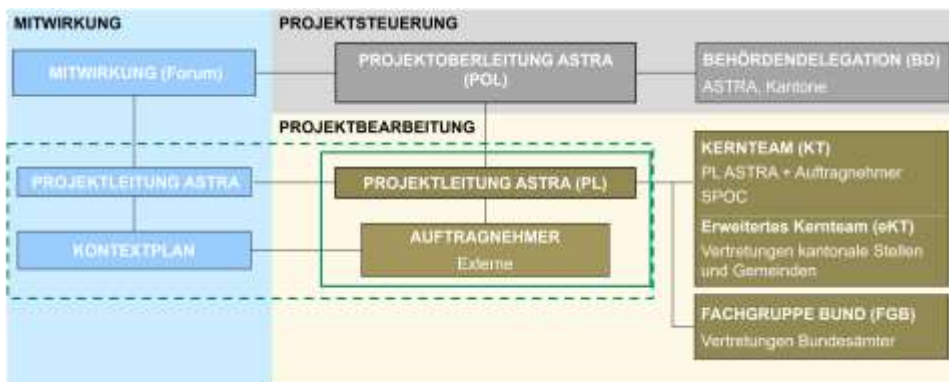 MITWIRKUNG
PROJEKTSTEUERUNG
MITWIRKUNG (Forum)
PROJEKTOBERLEITUNG ASTRA
(POL)
BEHÖRDENDELEGATION (BD)
ASTRA, Kantone
PROJEKTBEARBEITUNG
PROJEKTLEITUNG ASTRA
PROJEKTLEITUNG ASTRA (PL)
KERNTEAM (KT)
PL ASTRA + Auftragnehmer
SPOC
Erweitertes Kernteam (eKT)
Vertretungen kantonale Stellen
und Gemeinden
KONTEXTPLAN
AUFTRAGNEHMER
Externe
FACHGRUPPE BUND (FGB)
Vertretungen Bundesämter